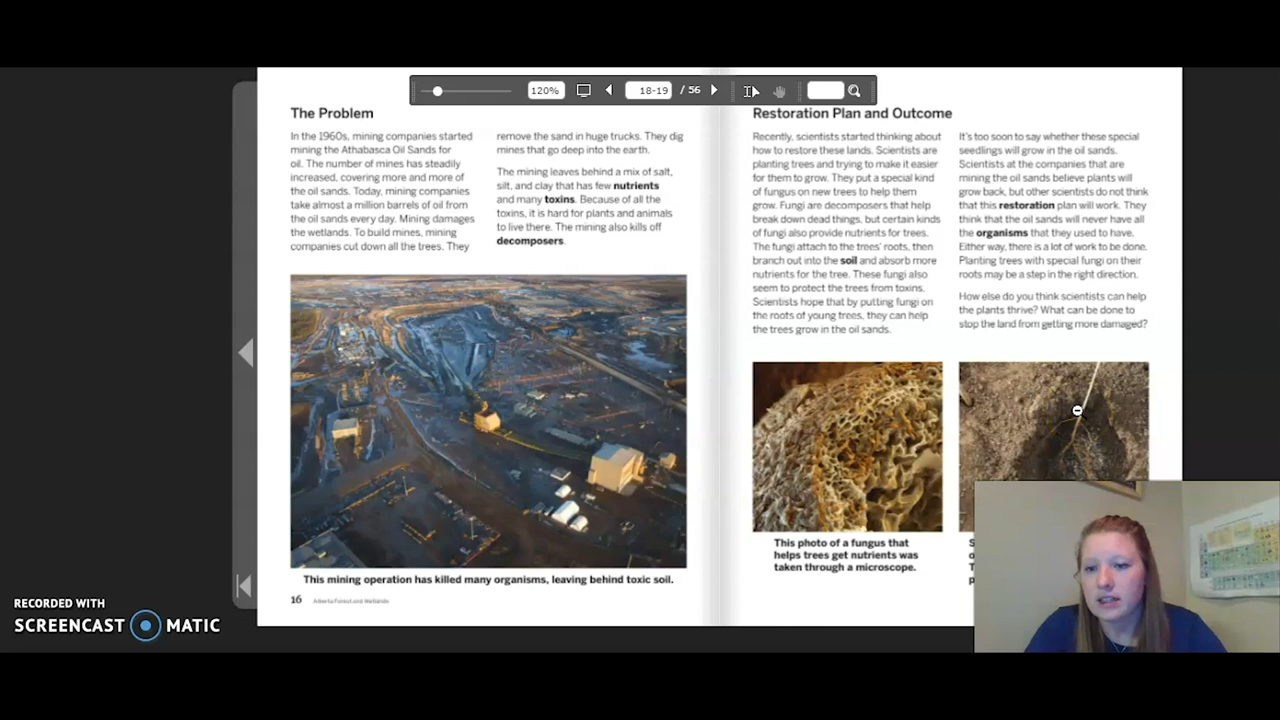 120%
18-19
/ 56
The Problem
In the 1960s, mining companies started
mining the Athabasca Oil Sands for
oil. The number of mines has steadily
increased, covering more and more of
the oil sands. Today, mining companies
take almost a million barrels of oil from
the oil sands every day. Mining damages
the wetlands. To build mines, mining
companies cut down all the trees. They
remove the sand in huge trucks. They dig
mines that go deep into the earth.
The mining leaves behind a mix of salt,
silt, and clay that has few nutrients
and many toxins. Because of all the
toxins, it is hard for plants and animals
to live there. The mining also kills off
decomposers.
This mining operation has killed many organisms, leaving behind toxic soil.
16
Alberta Forest and Wetlands
Restoration Plan and Outcome
Recently, scientists started thinking about
how to restore these lands. Scientists are
planting trees and trying to make it easier
for them to grow. They put a special kind
of fungus on new trees to help them
grow. Fungi are decomposers that help
break down dead things, but certain kinds
of fungi also provide nutrients for trees.
The fungi attach to the trees' roots, then
branch out into the soil and absorb more
nutrients for the tree. These fungi also
seem to protect the trees from toxins.
Scientists hope that by putting fungi on
the roots of young trees, they can help
the trees grow in the oil sands.
It's too soon to say whether these special
seedlings will grow in the oil sands.
Scientists at the companies that are
mining the oil sands believe plants will
grow back, but other scientists do not think
that this restoration plan will work. They
think that the oil sands will never have all
the organisms that they used to have.
Either way, there is a lot of work to be done.
Planting trees with special fungi on their
roots may be a step in the right direction.
How else do you think scientists can help
the plants thrive? What can be done to
stop the land from getting more damaged?
This photo of a fungus that
helps trees get nutrients was
taken through a microscope.
RECORDED WITH
SCREENCAST MATIC